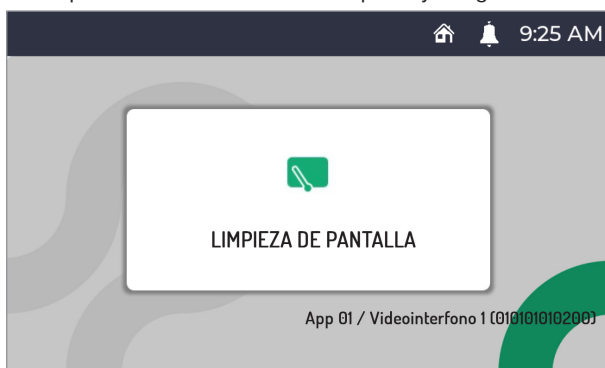 9:25 AM
LIMPIEZA DE PANTALLA
App 01 / Videointerfono 1 (010101010200)